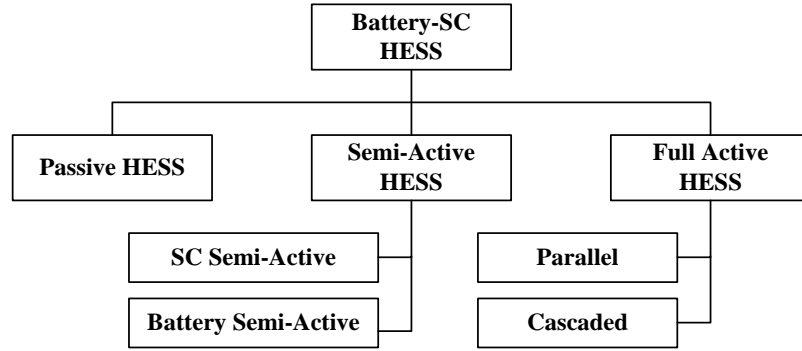 Battery-SC
HESS
Passive HESS
Semi-Active
HESS
Full Active
HESS
SC Semi-Active
Parallel
Battery Semi-Active
Cascaded